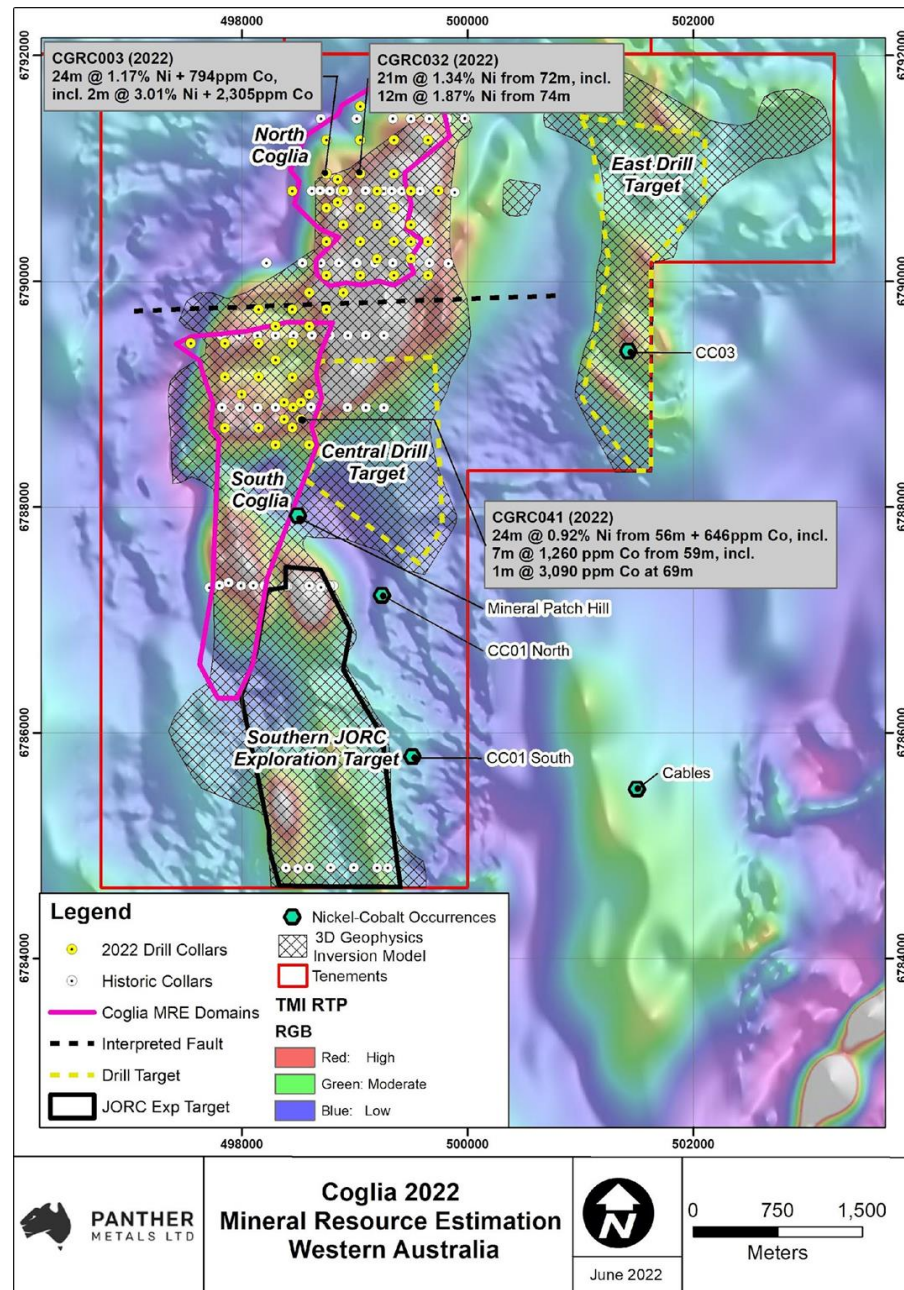 498000 500000 502000
6792000
6792000
CGRC003 (2022)
24m @ 1.17% Ni + 794ppm Co,
incl. 2m @ 3.01% Ni + 2,305ppm Co
CGRC032 (2022)
21m @ 1.34% Ni from 72m, incl.
12m @ 1.87% Ni from 74m
North
Coglia
East Drill
Target
6790000
6790000
CC03
Central Drill
Target
South
Coglia
6788000
6788000
CGRC041 (2022)
24m @ 0.92% Ni from 56m + 646ppm Co, incl.
7m @ 1,260 ppm Co from 59m, incl.
1m @ 3,090 ppm Co at 69m
Mineral Patch Hill
CC01 North
6786000
6786000
Southern JORC
Exploration Target
CC01 South
Cables
6784000
6784000
Legend
2022 Drill Collars
Historic Collars
Coglia MRE Domains
Interpreted Fault
Drill Target
JORC Exp Target
Nickel-Cobalt Occurrences
3D Geophysics
Inversion Model
Tenements
TMI RTP
RGB
Red: High
Green: Moderate
Blue: Low
498000 500000 502000
PANTHER
METALS LTD
Coglia 2022
Mineral Resource Estimation
Western Australia
N
June 2022
0 750 1,500
Meters